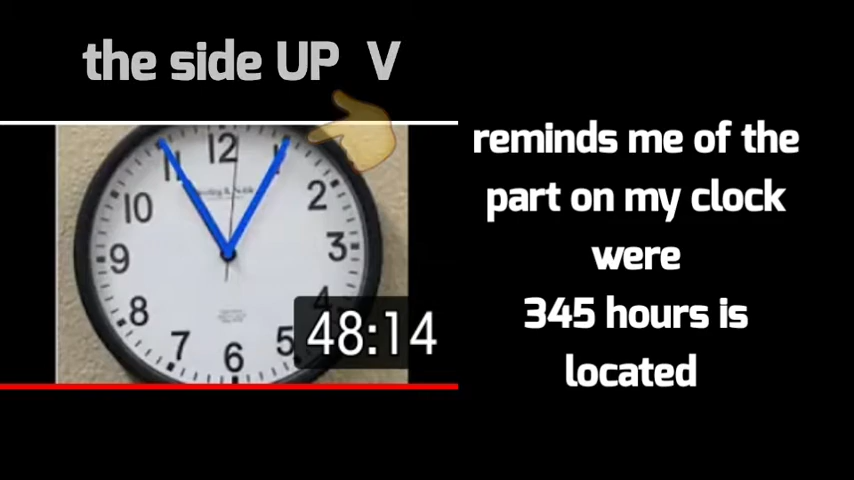 the side UP V
reminds me of the
part on my clock
were
345 hours is
located
12
11
1
10
2
9
3
8
4
7
5
6
48:14